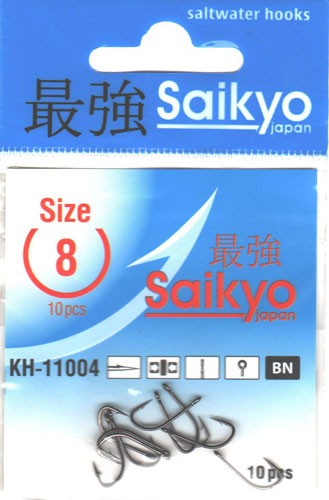 saltwater hooks
最強 Saikyo
japan
Size
8
10pcs
最強
Saikyo
japan
KH-11004 BN
10pcs